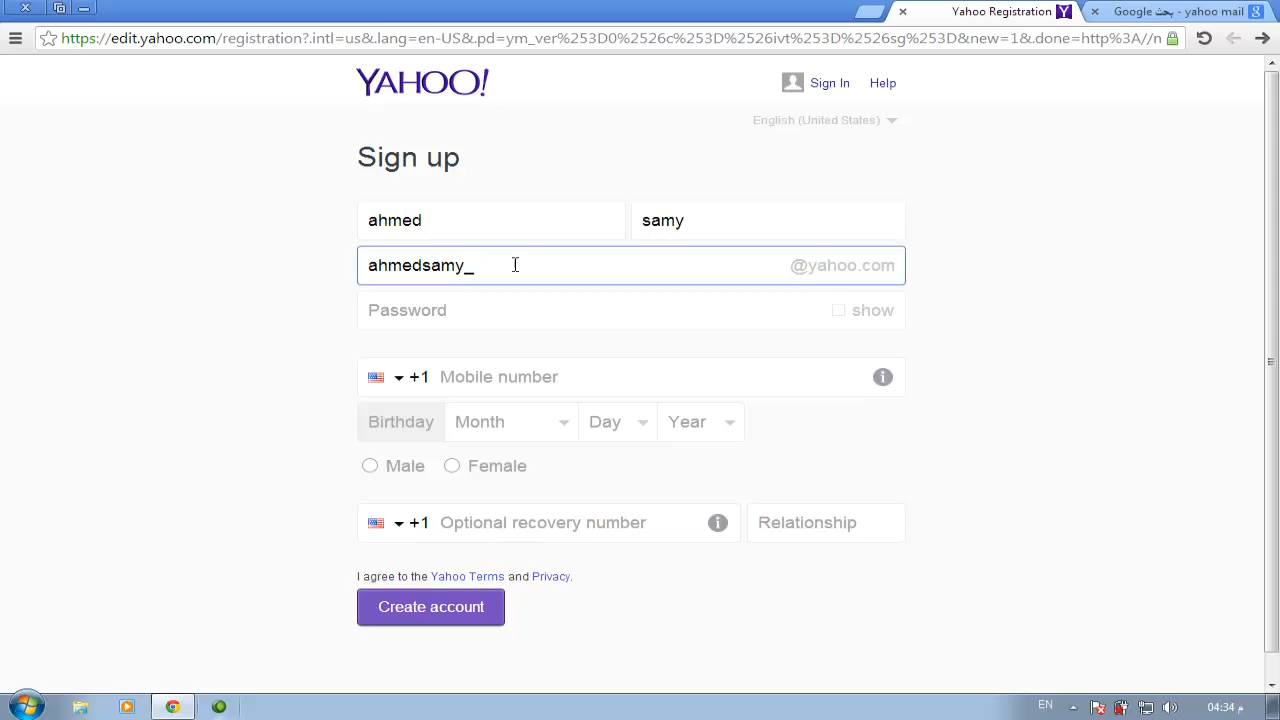 Yahoo Registration
Google بحث - yahoo mail
https://edit.yahoo.com/registration?.intl=us&.lang=en-US&.pd=ym_ver%253D0%2526c%253D%2526ivt%253D%2526sg%253D&new=1&.done=http%3A//n
YAHOO!
Sign In Help
English (United States)
Sign up
ahmed samy
ahmedsamy_ @yahoo.com
Password show
+1 Mobile number
Birthday Month Day Year
Male Female
+1 Optional recovery number Relationship
I agree to the Yahoo Terms and Privacy.
Create account
EN 04:34 م